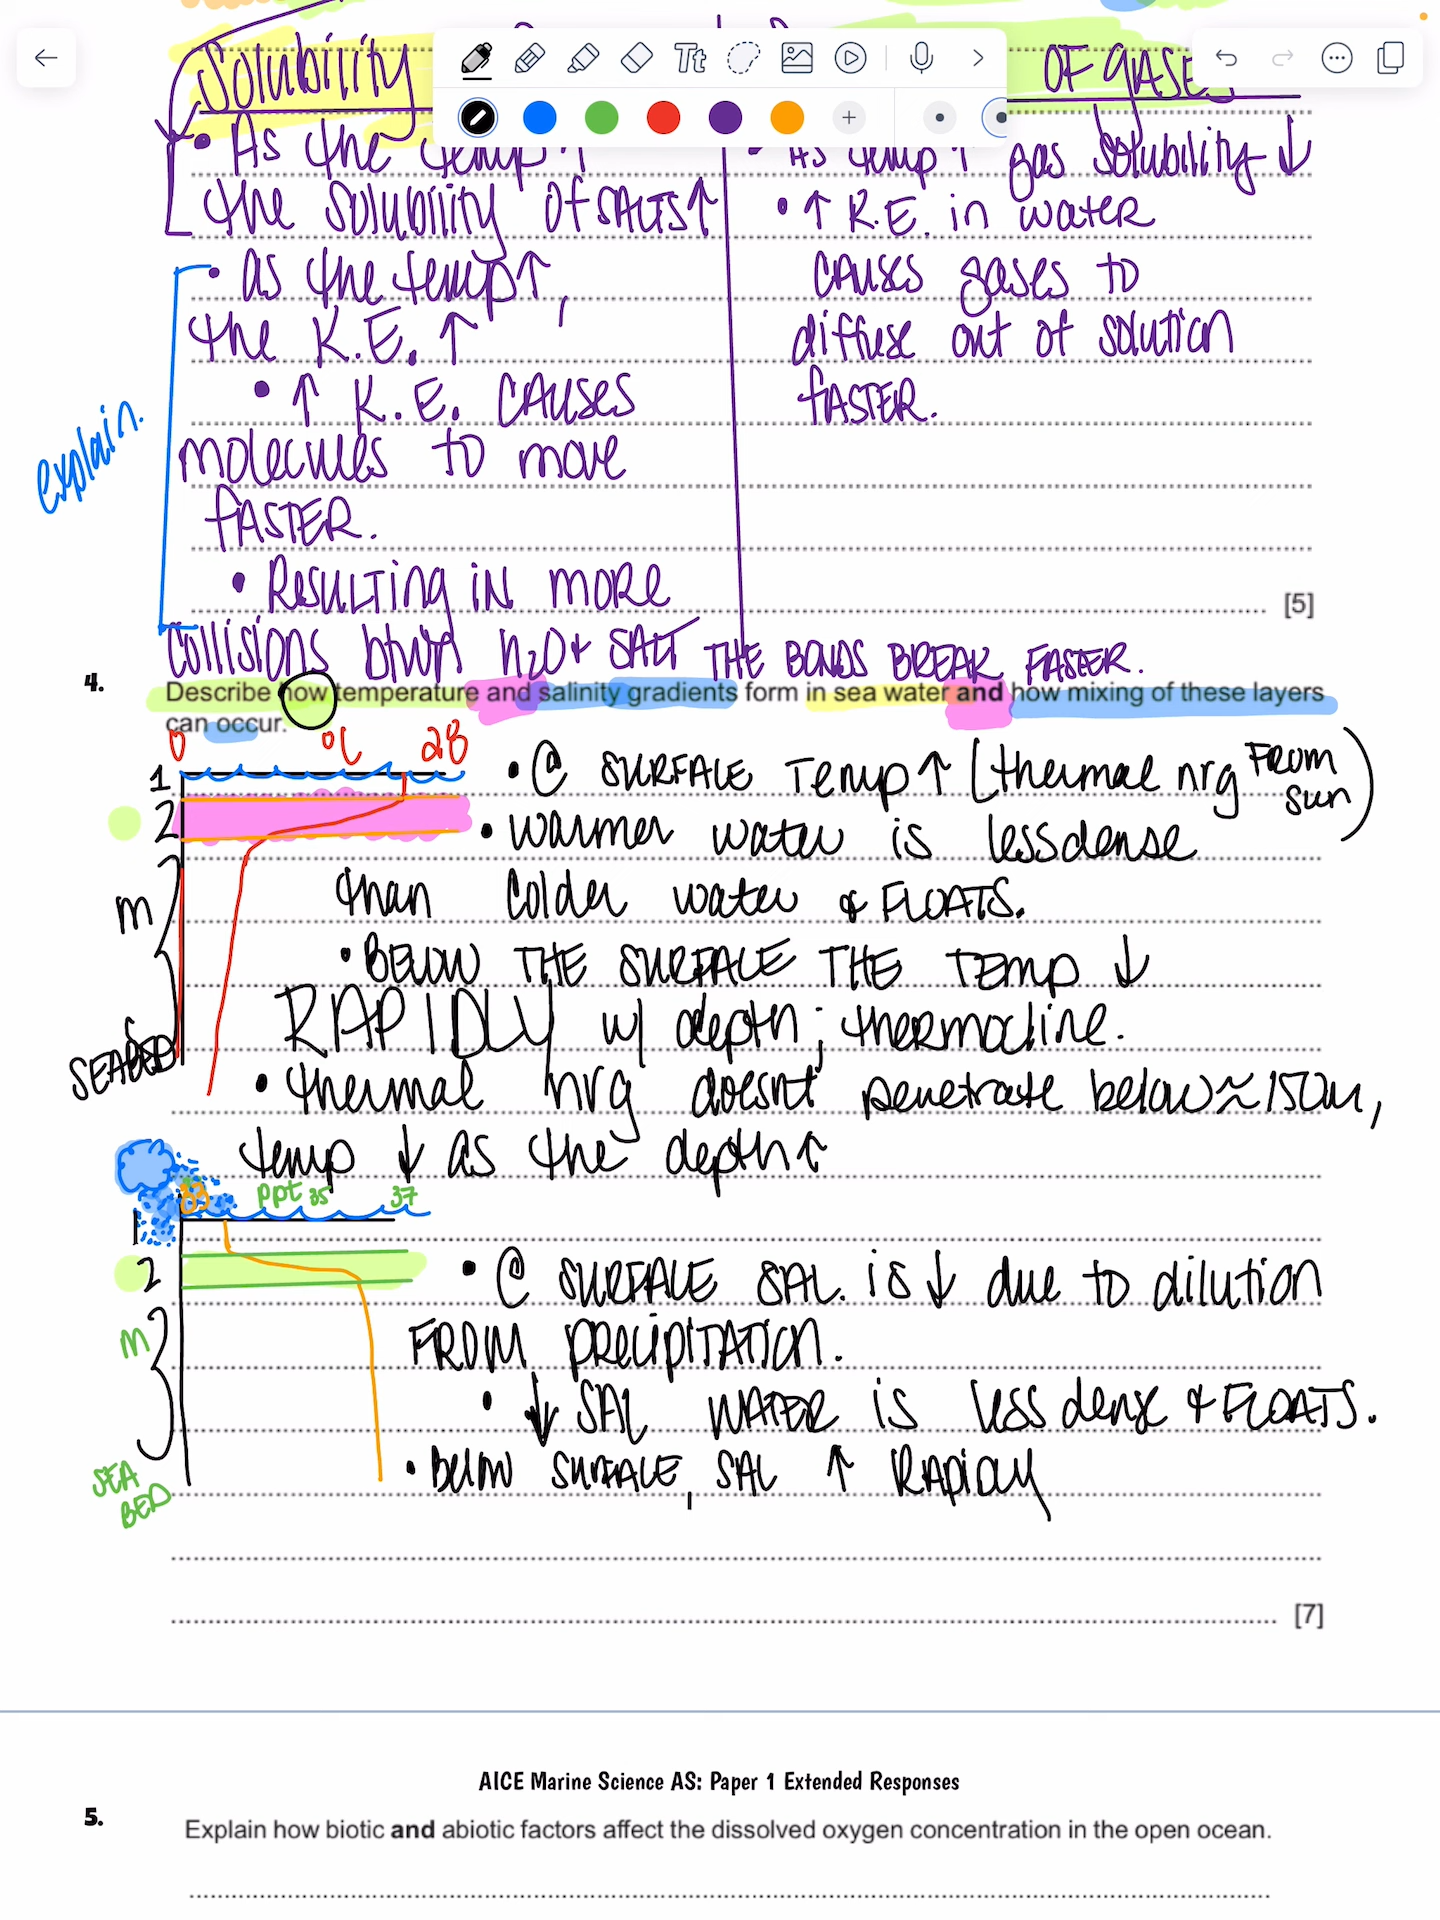 Solubility
OF gASES
• As the temp ↑
the solubility of SALTS ↑
• as the temp ↑,
the K.E. ↑
• ↑ K.E. CAUSES
molecules to move
FASTER.
• RESULTING IN MORE
collisions btwn h2O + SALT THE BONDS BREAK FASTER.
explain.
• As temp ↑ gas solubility ↓
• ↑ K.E. in water
CAUSES gases to
diffuse out of solution
FASTER.
[5]
4. Describe how temperature and salinity gradients form in sea water and how mixing of these layers
can occur.
0 °C 28
1
2
m
SEABED
• @ SURFACE Temp ↑ (thermal nrg FROM sun)
• warmer water is less dense
than colder water & FLOATS.
• BELOW THE SURFACE THE TEMP ↓
RAPIDLY w/ depth; thermocline.
• thermal nrg doesnt penetrate below ≈ 150m,
temp ↓ as the depth ↑
33 ppt 35 37
1
2
m
SEA
BED
• @ SURFACE SAL. is ↓ due to dilution
FROM PRECIPITATION.
• ↓ SAL WATER is less dense & FLOATS.
• Below SURFACE, SAL ↑ RAPIDLY
[7]
AICE Marine Science AS: Paper 1 Extended Responses
5. Explain how biotic and abiotic factors affect the dissolved oxygen concentration in the open ocean.